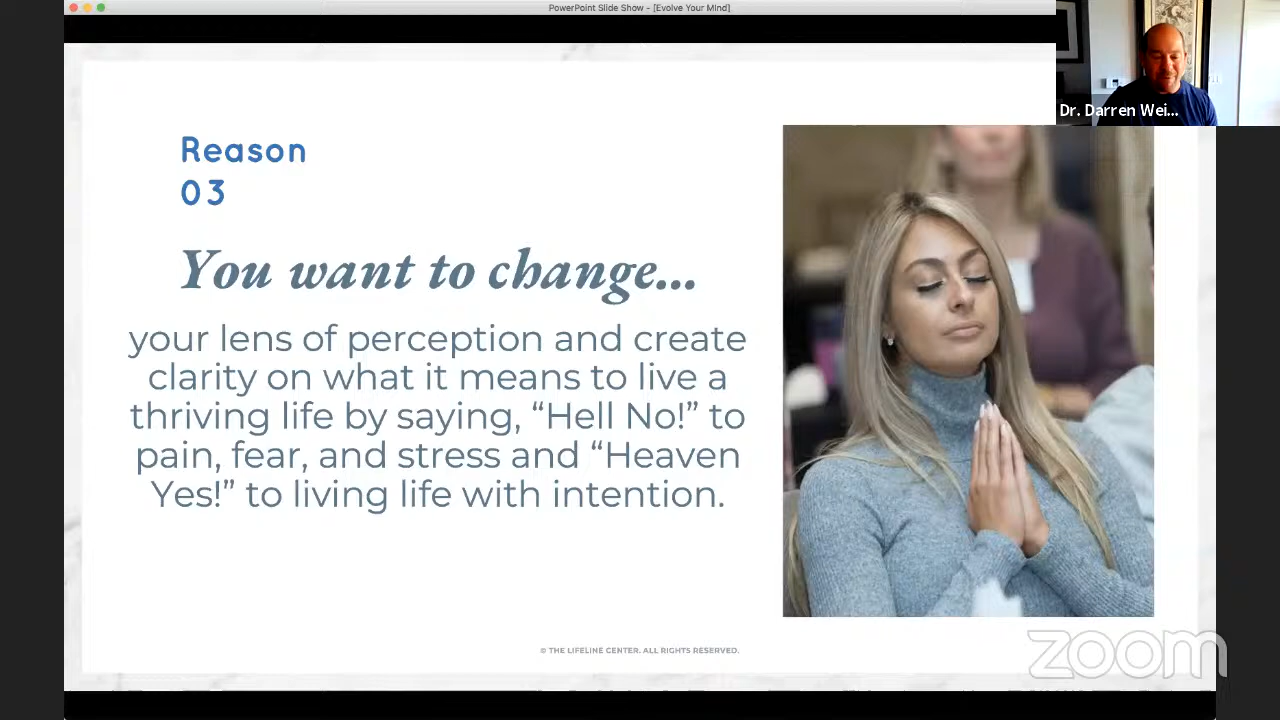 PowerPoint Slide Show - [Evolve Your Mind]
Dr. Darren Wei...
Reason
03
You want to change...
your lens of perception and create
clarity on what it means to live a
thriving life by saying, “Hell No!” to
pain, fear, and stress and “Heaven
Yes!” to living life with intention.
© THE LIFELINE CENTER. ALL RIGHTS RESERVED.
zoom